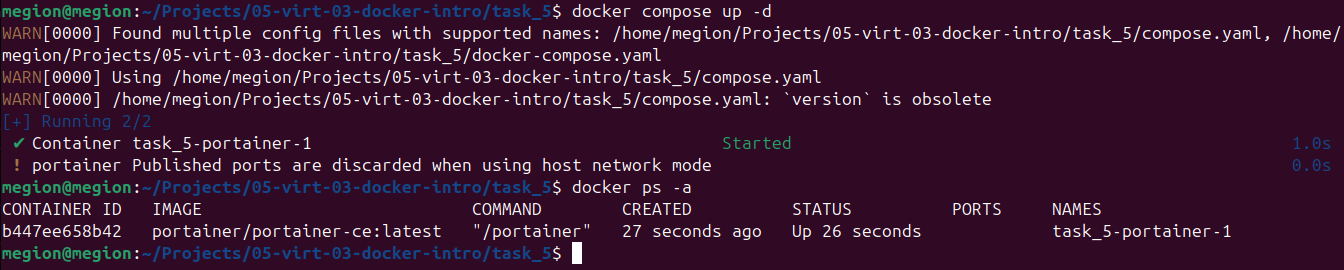 megion@megion:~/Projects/05-virt-03-docker-intro/task_5$ docker compose up -d
WARN[0000] Found multiple config files with supported names: /home/megion/Projects/05-virt-03-docker-intro/task_5/compose.yaml, /home/
megion/Projects/05-virt-03-docker-intro/task_5/docker-compose.yaml
WARN[0000] Using /home/megion/Projects/05-virt-03-docker-intro/task_5/compose.yaml
WARN[0000] /home/megion/Projects/05-virt-03-docker-intro/task_5/compose.yaml: `version` is obsolete
[+] Running 2/2
✔ Container task_5-portainer-1 Started 1.0s
! portainer Published ports are discarded when using host network mode 0.0s
megion@megion:~/Projects/05-virt-03-docker-intro/task_5$ docker ps -a
CONTAINER ID IMAGE COMMAND CREATED STATUS PORTS NAMES
b447ee658b42 portainer/portainer-ce:latest "/portainer" 27 seconds ago Up 26 seconds task_5-portainer-1
megion@megion:~/Projects/05-virt-03-docker-intro/task_5$